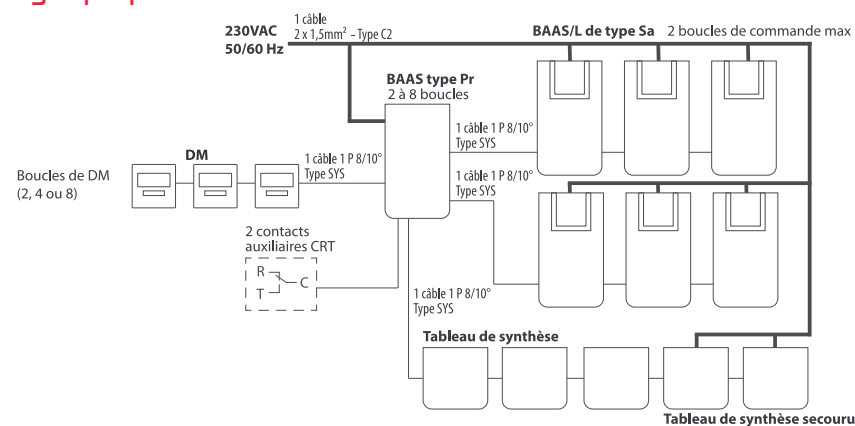 230VAC
50/60 Hz
1 câble
2 x 1,5mm² - Type C2
BAAS/L de type Sa 2 boucles de commande max
BAAS type Pr
2 à 8 boucles
1 câble 1 P 8/10°
Type SYS
DM
1 câble 1 P 8/10°
Type SYS
Boucles de DM
(2, 4 ou 8)
1 câble 1 P 8/10°
Type SYS
2 contacts
auxiliaires CRT
R
C
T
1 câble 1 P 8/10°
Type SYS
Tableau de synthèse
Tableau de synthèse secouru